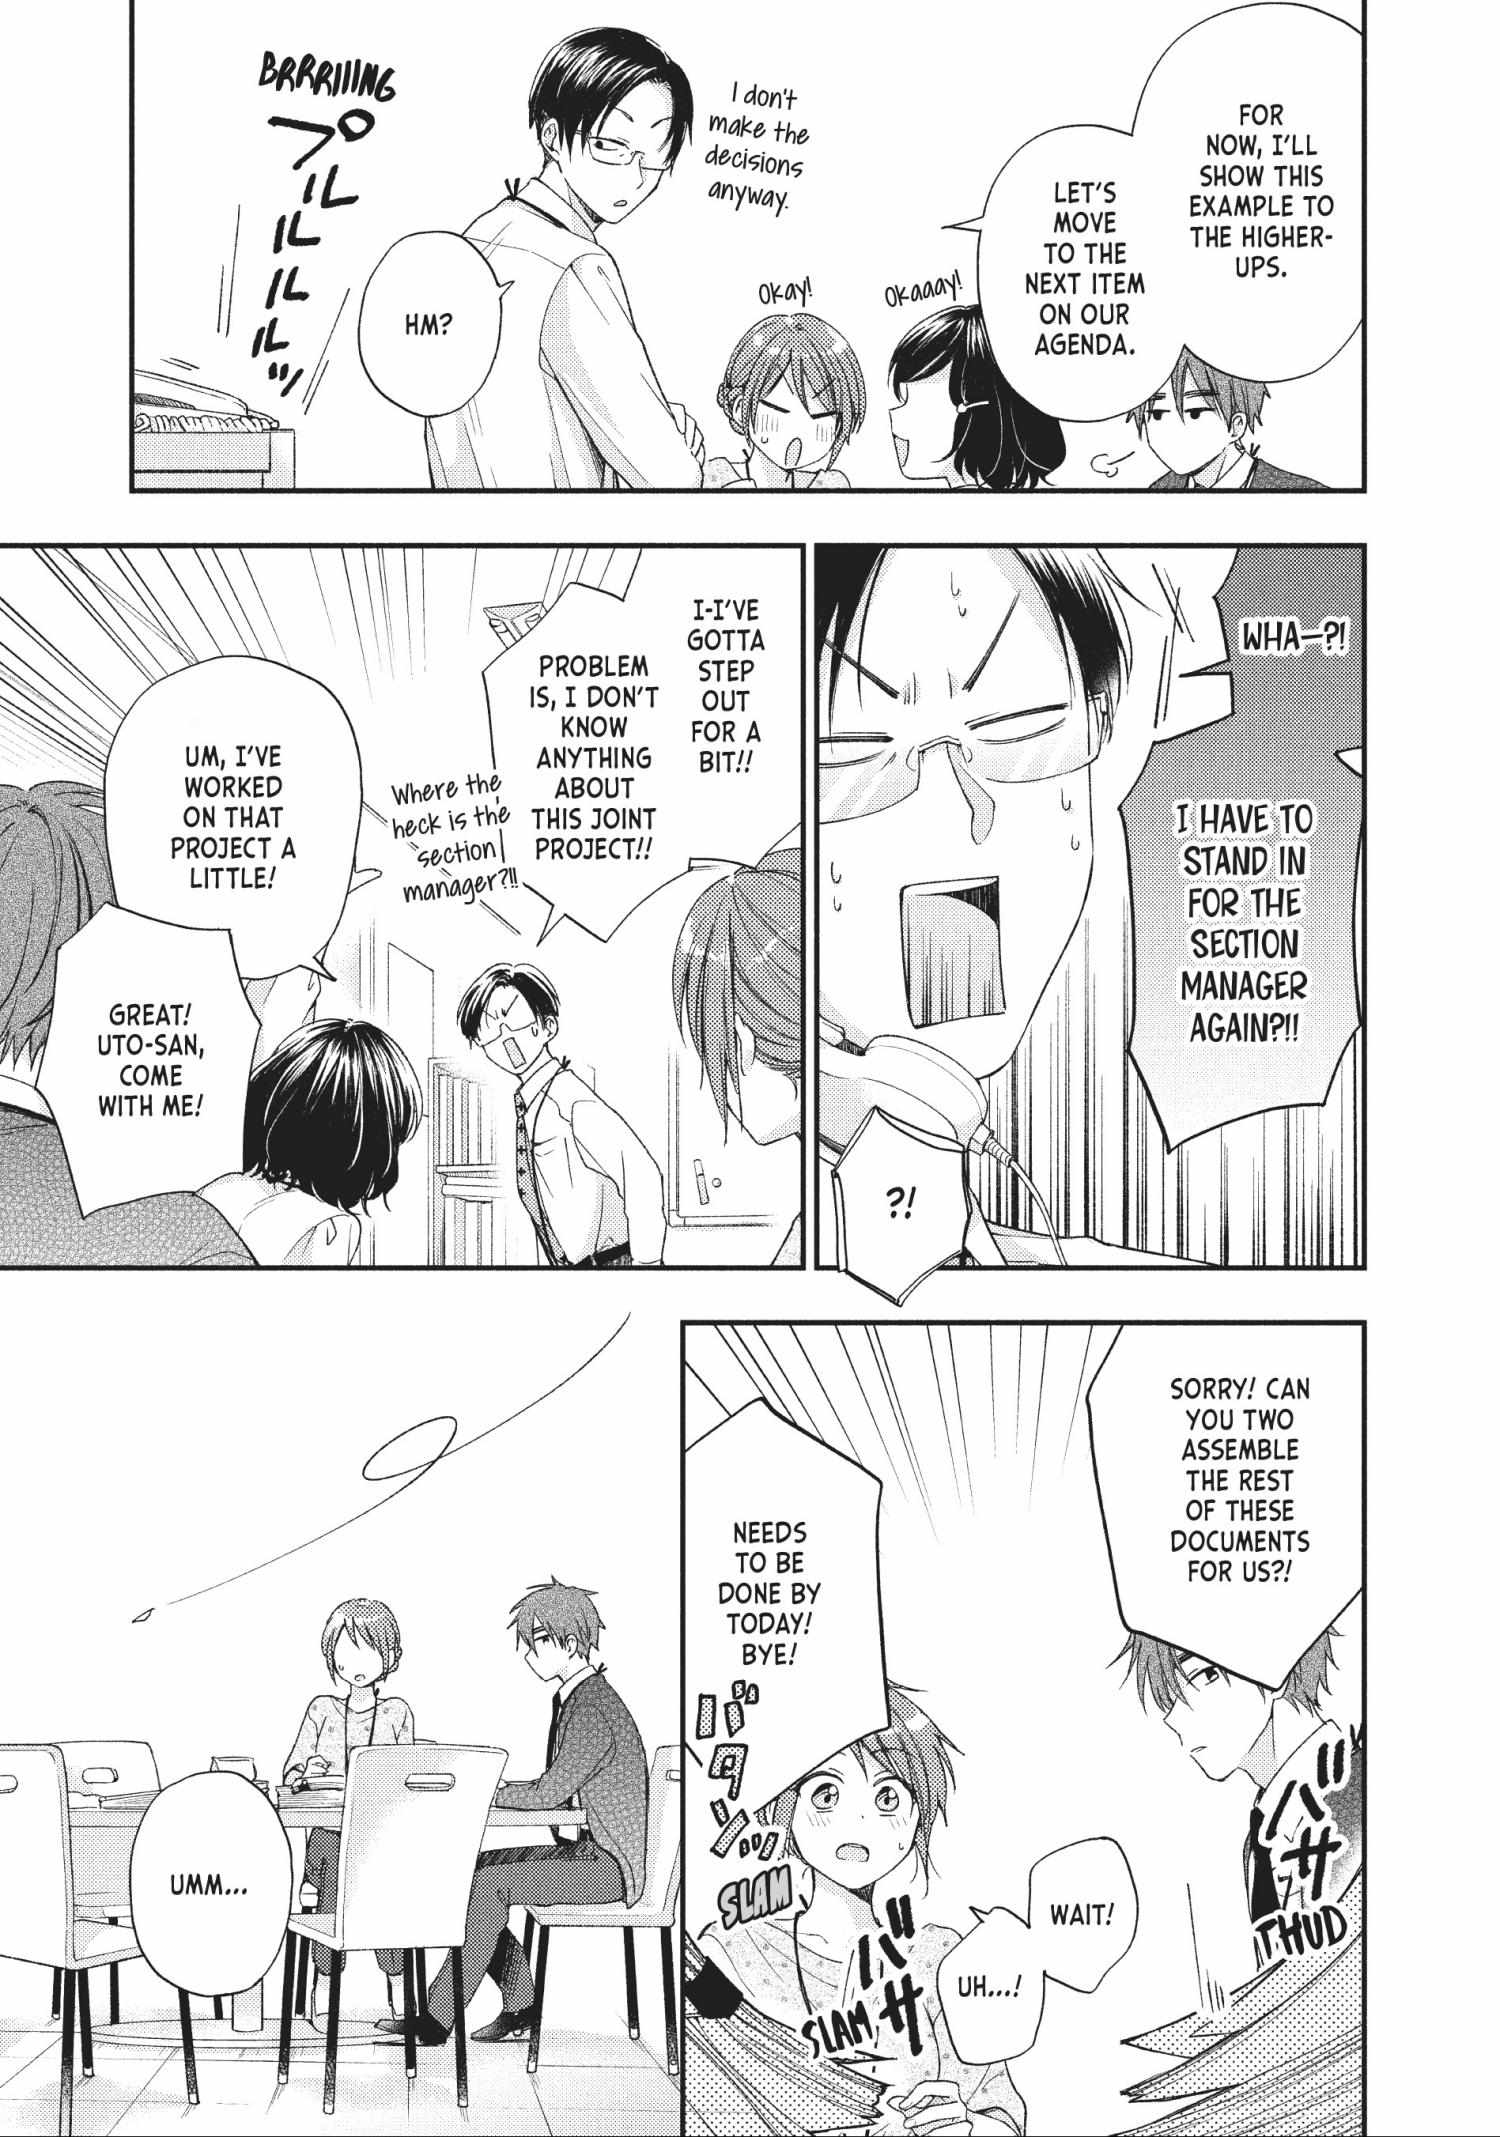 FOR
NOW, I'LL
SHOW THIS
EXAMPLE TO
THE HIGHER-
UPS.
LET'S
MOVE
TO THE
NEXT ITEM
ON OUR
AGENDA.
Okaaay!
Okay!
I don't
make the
decisions
anyway.
HM?
BRRRIIIING
プルルルルルッ
WHA—?!
I HAVE TO
STAND IN
FOR THE
SECTION
MANAGER
AGAIN?!!
?!
I-I'VE
GOTTA
STEP
OUT
FOR A
BIT!!
PROBLEM
IS, I DON'T
KNOW
ANYTHING
ABOUT
THIS JOINT
PROJECT!!
Where the
heck is the
section
manager?!!
UM, I'VE
WORKED
ON THAT
PROJECT A
LITTLE!
GREAT!
UTO-SAN,
COME
WITH ME!
SORRY! CAN
YOU TWO
ASSEMBLE
THE REST
OF THESE
DOCUMENTS
FOR US?!
バサ
THUD
NEEDS
TO BE
DONE BY
TODAY!
BYE!
バタンッ
SLAM
WAIT!
UH...!
バサ
SLAM
UMM...